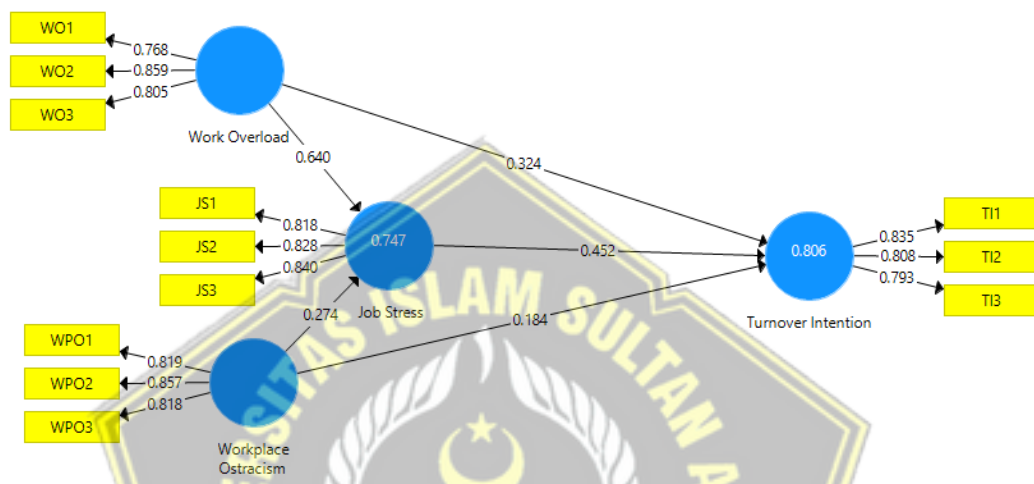 WO1
0.768
WO2
0.859
WO3
0.805
Work Overload
0.640
0.324
JS1
0.818
JS2
0.828
JS3
0.840
0.747
Job Stress
0.452
0.806
Turnover Intention
TI1
0.835
TI2
0.808
TI3
0.793
0.274
0.184
WPO1
0.819
WPO2
0.857
WPO3
0.818
Workplace
Ostracism
ISLAM SULTAN